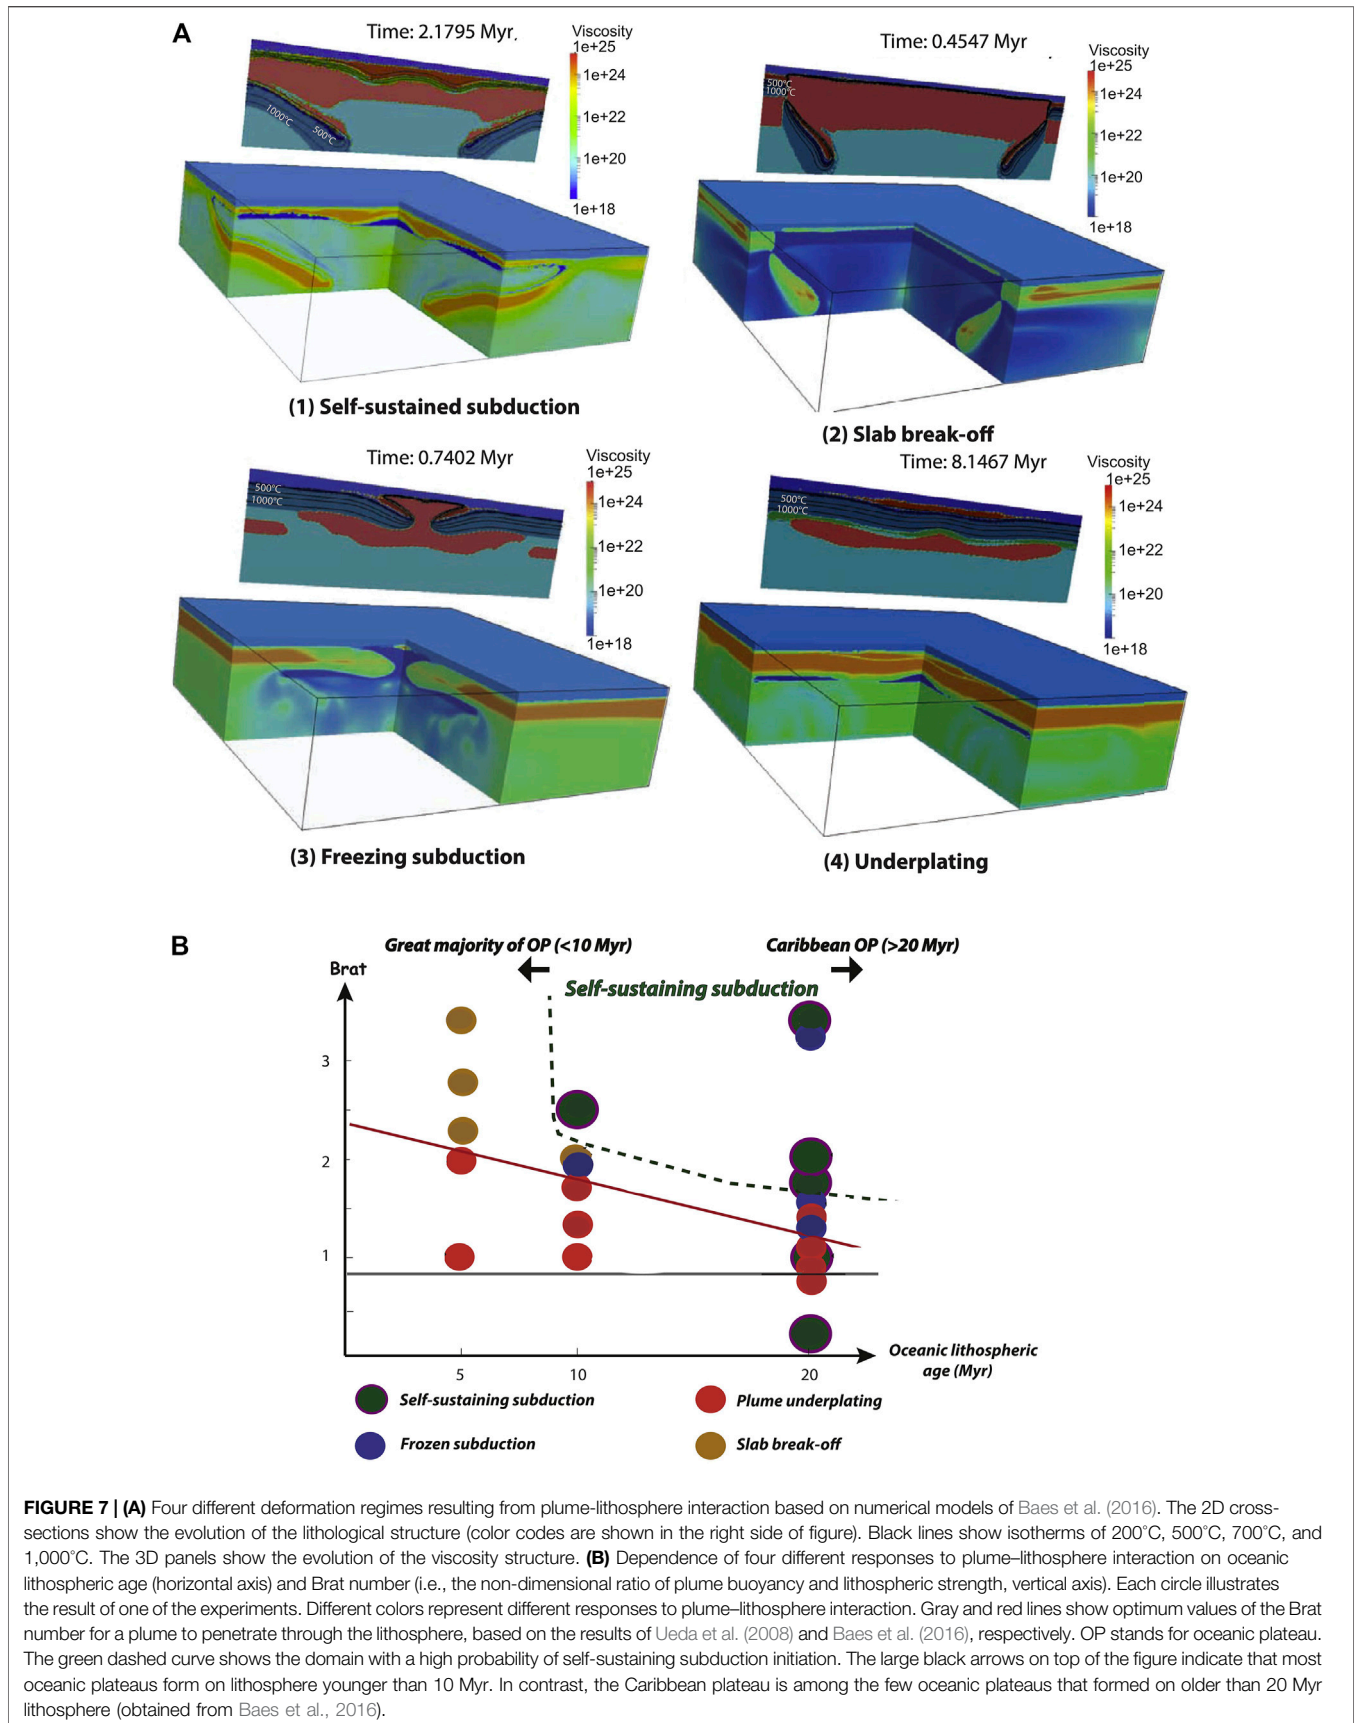 A
Time: 2.1795 Myr.
Viscosity
1e+25
1e+24
1e+22
1e+20
1e+18
1000°C
500°C
(1) Self-sustained subduction
Time: 0.4547 Myr
Viscosity
1e+25
1e+24
1e+22
1e+20
1e+18
500°C
1000°C
(2) Slab break-off
Time: 0.7402 Myr
Viscosity
1e+25
1e+24
1e+22
1e+20
1e+18
500°C
1000°C
(3) Freezing subduction
Time: 8.1467 Myr
Viscosity
1e+25
1e+24
1e+22
1e+20
1e+18
500°C
1000°C
(4) Underplating
B
Great majority of OP (<10 Myr)
Caribbean OP (>20 Myr)
Brat
Self-sustaining subduction
3
2
1
5
10
20
Oceanic lithospheric
age (Myr)
Self-sustaining subduction
Plume underplating
Frozen subduction
Slab break-off
FIGURE 7 | (A) Four different deformation regimes resulting from plume-lithosphere interaction based on numerical models of Baes et al. (2016). The 2D cross-
sections show the evolution of the lithological structure (color codes are shown in the right side of figure). Black lines show isotherms of 200°C, 500°C, 700°C, and
1,000°C. The 3D panels show the evolution of the viscosity structure. (B) Dependence of four different responses to plume–lithosphere interaction on oceanic
lithospheric age (horizontal axis) and Brat number (i.e., the non-dimensional ratio of plume buoyancy and lithospheric strength, vertical axis). Each circle illustrates
the result of one of the experiments. Different colors represent different responses to plume–lithosphere interaction. Gray and red lines show optimum values of the Brat
number for a plume to penetrate through the lithosphere, based on the results of Ueda et al. (2008) and Baes et al. (2016), respectively. OP stands for oceanic plateau.
The green dashed curve shows the domain with a high probability of self-sustaining subduction initiation. The large black arrows on top of the figure indicate that most
oceanic plateaus form on lithosphere younger than 10 Myr. In contrast, the Caribbean plateau is among the few oceanic plateaus that formed on older than 20 Myr
lithosphere (obtained from Baes et al., 2016).